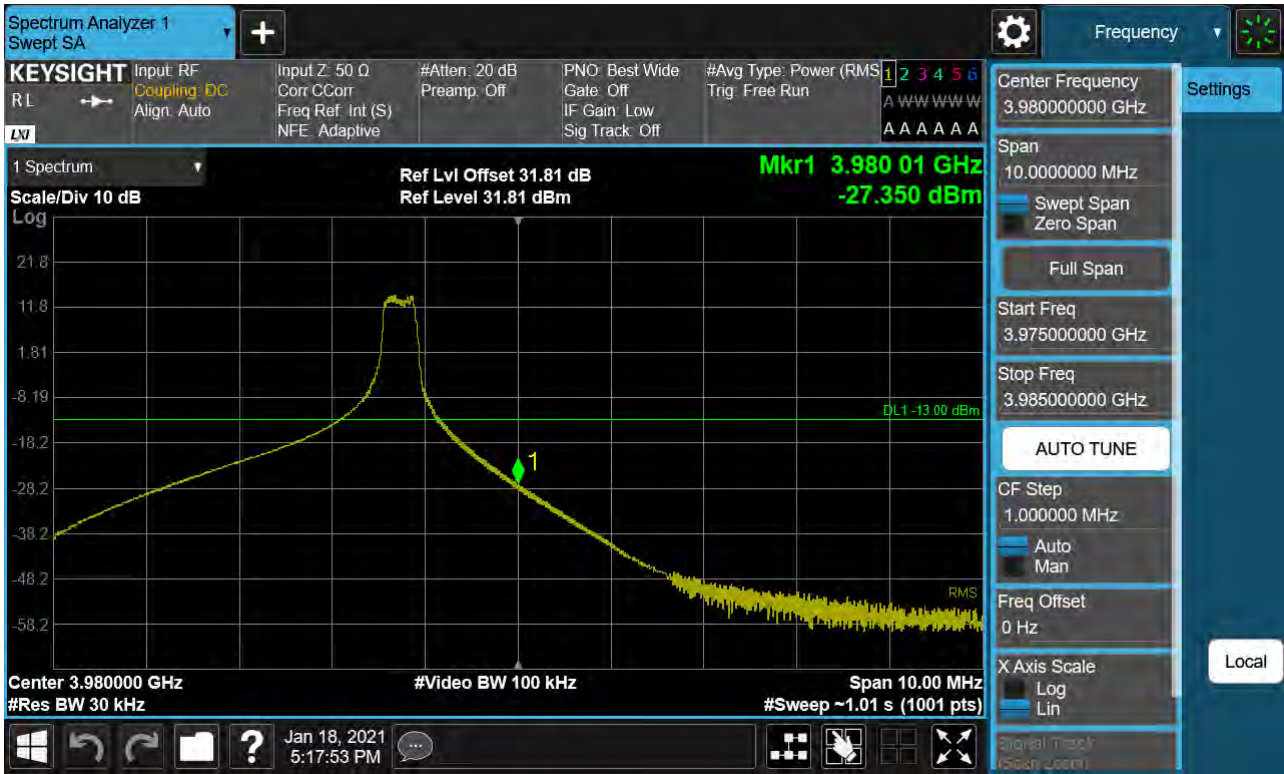 Spectrum Analyzer 1
Swept SA
+
Frequency
KEYSIGHT
RL
LXI
Input: RF
Coupling: DC
Align: Auto
Input Z: 50 Ω
Corr CCorr
Freq Ref: Int (S)
NFE: Adaptive
#Atten: 20 dB
Preamp: Off
PNO: Best Wide
Gate: Off
IF Gain: Low
Sig Track: Off
#Avg Type: Power (RMS
Trig: Free Run
1 2 3 4 5 6
A W W W W W
A A A A A A
1 Spectrum
Scale/Div 10 dB
Log
Ref Lvl Offset 31.81 dB
Ref Level 31.81 dBm
Mkr1 3.980 01 GHz
-27.350 dBm
21.8
11.8
1.81
-8.19
-18.2
-28.2
-38.2
-48.2
-58.2
DL1 -13.00 dBm
1
RMS
Center 3.980000 GHz
#Res BW 30 kHz
#Video BW 100 kHz
Span 10.00 MHz
#Sweep ~1.01 s (1001 pts)
Center Frequency
3.980000000 GHz
Span
10.0000000 MHz
Swept Span
Zero Span
Full Span
Start Freq
3.975000000 GHz
Stop Freq
3.985000000 GHz
AUTO TUNE
CF Step
1.000000 MHz
Auto
Man
Freq Offset
0 Hz
X Axis Scale
Log
Lin
Signal Track
(Span Zoom)
Settings
Local
?
Jan 18, 2021
5:17:53 PM